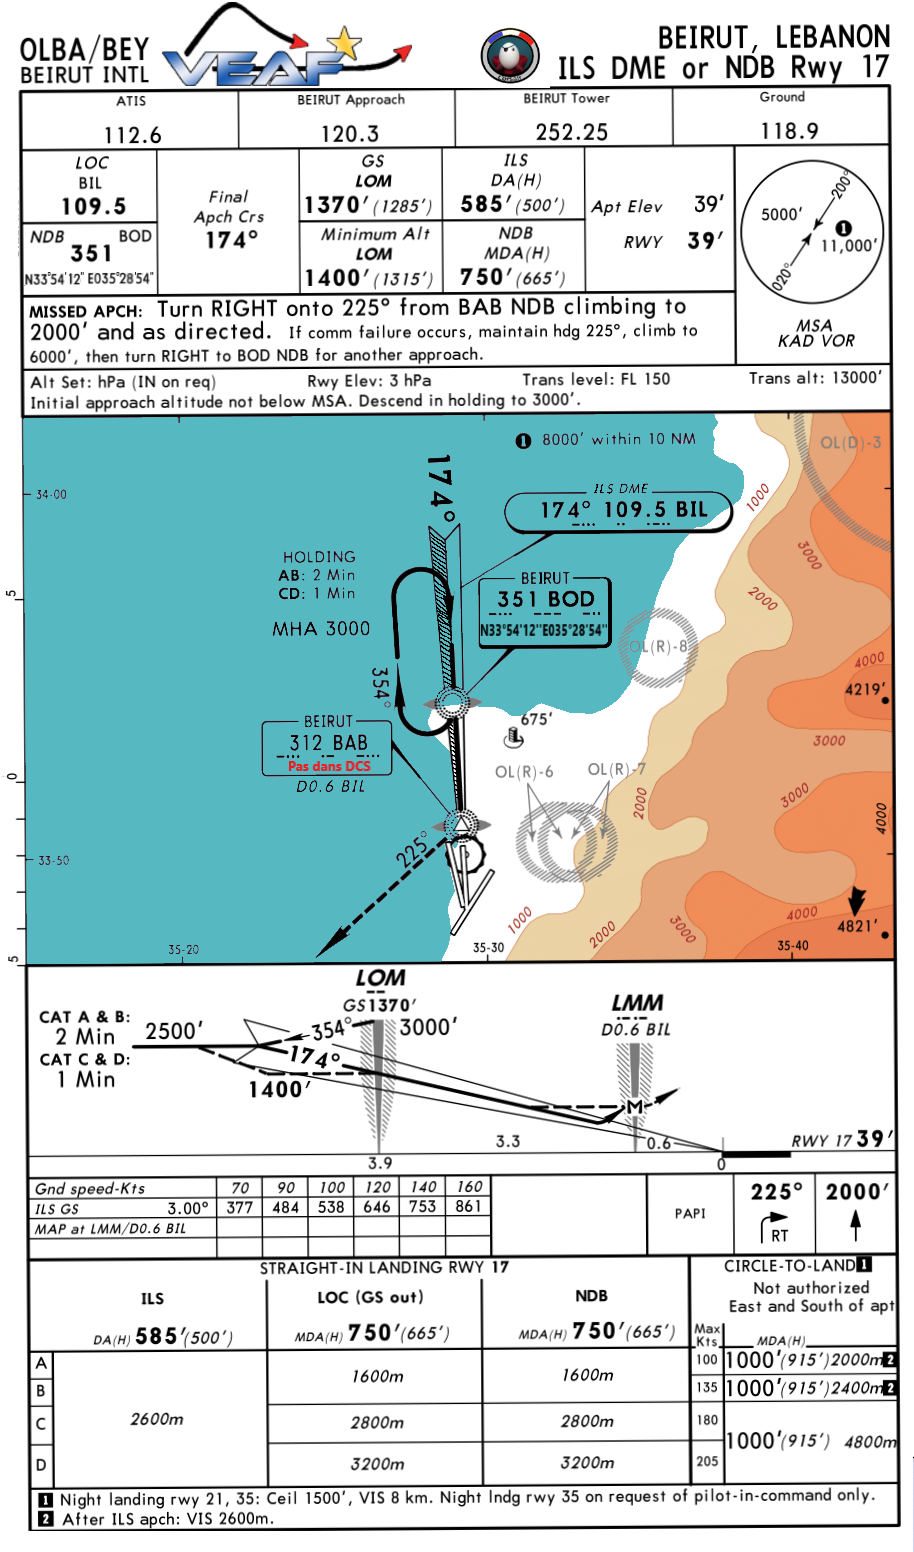 OLBA/BEY
BEIRUT INTL
VEAF
BEIRUT, LEBANON
ILS DME or NDB Rwy 17
ATIS
112.6
BEIRUT Approach
120.3
BEIRUT Tower
252.25
Ground
118.9
LOC
BIL
109.5
NDB BOD
351
N33°54'12" E035°28'54"
Final
Apch Crs
174°
GS
LOM
1370' (1285')
Minimum Alt
LOM
1400' (1315')
ILS
DA(H)
585' (500')
NDB
MDA(H)
750' (665')
Apt Elev 39'
RWY 39'
200°
5000'
1
11,000'
020°
MSA
KAD VOR
MISSED APCH: Turn RIGHT onto 225° from BAB NDB climbing to
2000' and as directed. If comm failure occurs, maintain hdg 225°, climb to
6000', then turn RIGHT to BOD NDB for another approach.
Alt Set: hPa (IN on req) Rwy Elev: 3 hPa Trans level: FL 150 Trans alt: 13000'
Initial approach altitude not below MSA. Descend in holding to 3000'.
1 8000' within 10 NM
OL(D)-3
174°
34-00
ILS DME
174° 109.5 BIL
1000
3000
HOLDING
AB: 2 Min
CD: 1 Min
MHA 3000
BEIRUT
351 BOD
N33°54'12"E035°28'54"
5
2000
OL(R)-8
4000
4219'
354°
BEIRUT
312 BAB
Pas dans DCS
D0.6 BIL
675'
3000
OL(R)-6
OL(R)-7
0
2000
3000
4000
225°
33-50
1000
2000
3000
4000
4821'
35-20
35-30
35-40
5
LOM
GS1370'
LMM
D0.6 BIL
CAT A & B:
2 Min
CAT C & D:
1 Min
2500'
354°
3000'
174°
1400'
M
3.3
0.6
RWY 17 39'
3.9
0
Gnd speed-Kts 70 90 100 120 140 160
ILS GS 3.00° 377 484 538 646 753 861
MAP at LMM/D0.6 BIL
PAPI
225°
RT
2000'
STRAIGHT-IN LANDING RWY 17
CIRCLE-TO-LAND 1
ILS
DA(H) 585'(500')
LOC (GS out)
MDA(H) 750'(665')
NDB
MDA(H) 750'(665')
Not authorized
East and South of apt
Max
Kts
MDA(H)
A
B
C
D
2600m
1600m
2800m
3200m
1600m
2800m
3200m
100 1000'(915')2000m 2
135 1000'(915')2400m 2
180
1000'(915') 4800m
205
1 Night landing rwy 21, 35: Ceil 1500', VIS 8 km. Night lndg rwy 35 on request of pilot-in-command only.
2 After ILS apch: VIS 2600m.